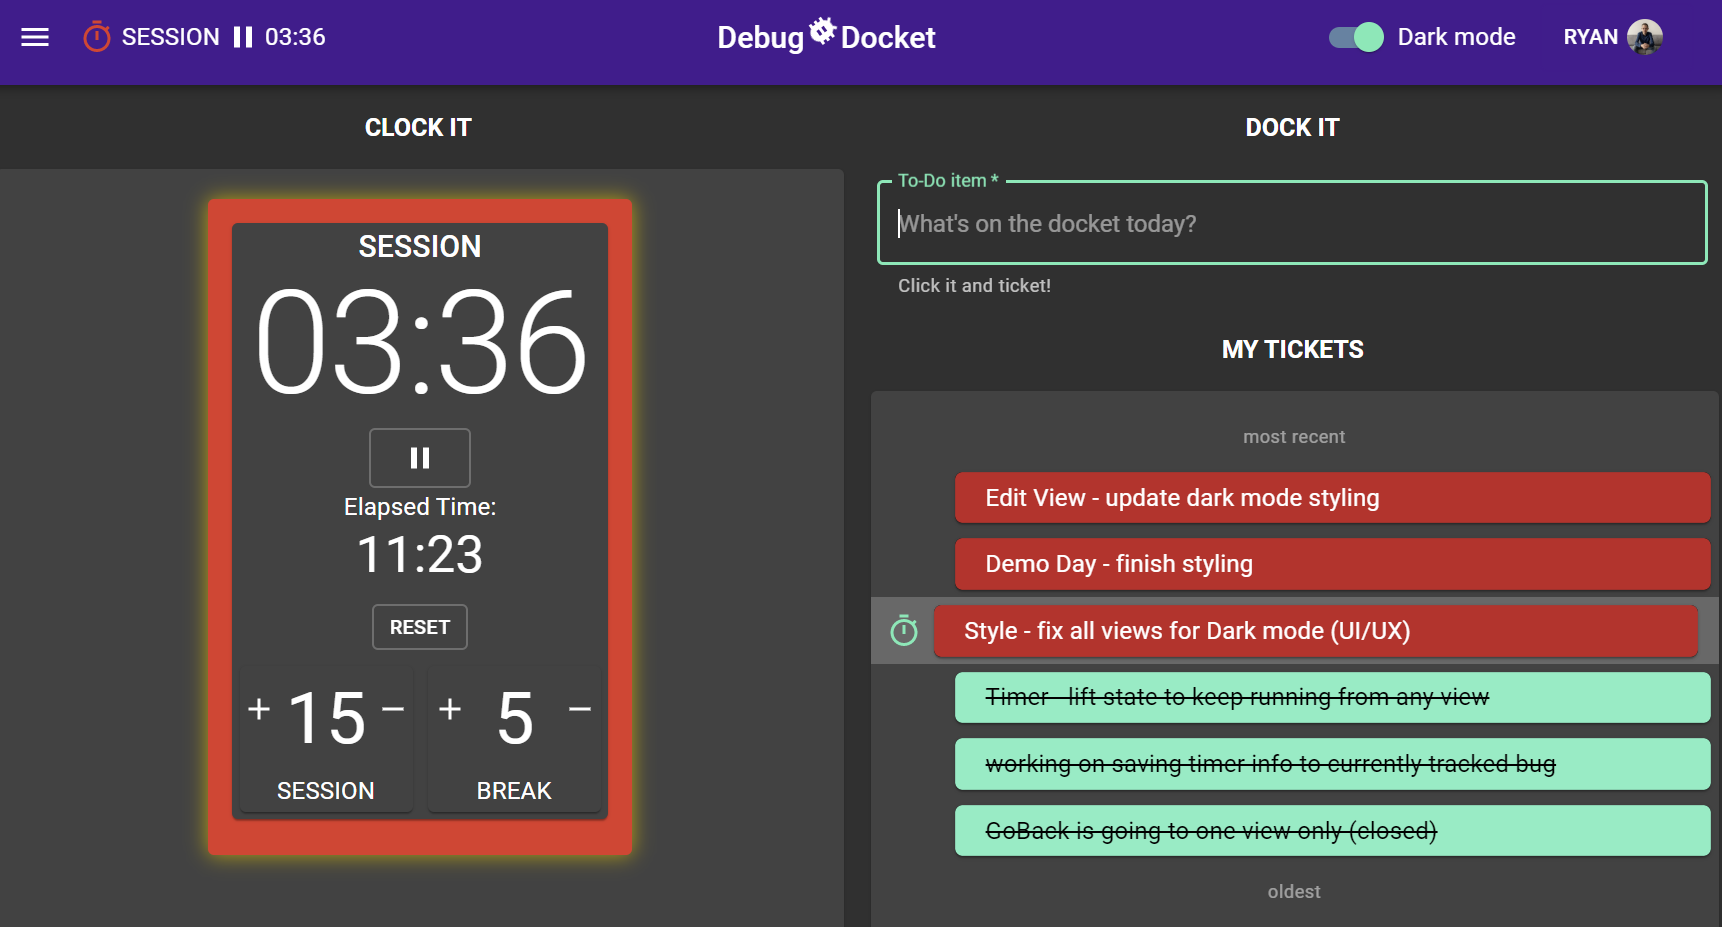 SESSION 03:36
Debug Docket
Dark mode
RYAN
CLOCK IT
SESSION
03:36
Elapsed Time:
11:23
RESET
+ 15 −
SESSION
+ 5 −
BREAK
DOCK IT
To-Do item *
What's on the docket today?
Click it and ticket!
MY TICKETS
most recent
Edit View - update dark mode styling
Demo Day - finish styling
Style - fix all views for Dark mode (UI/UX)
Timer - lift state to keep running from any view
working on saving timer info to currently tracked bug
GoBack is going to one view only (closed)
oldest